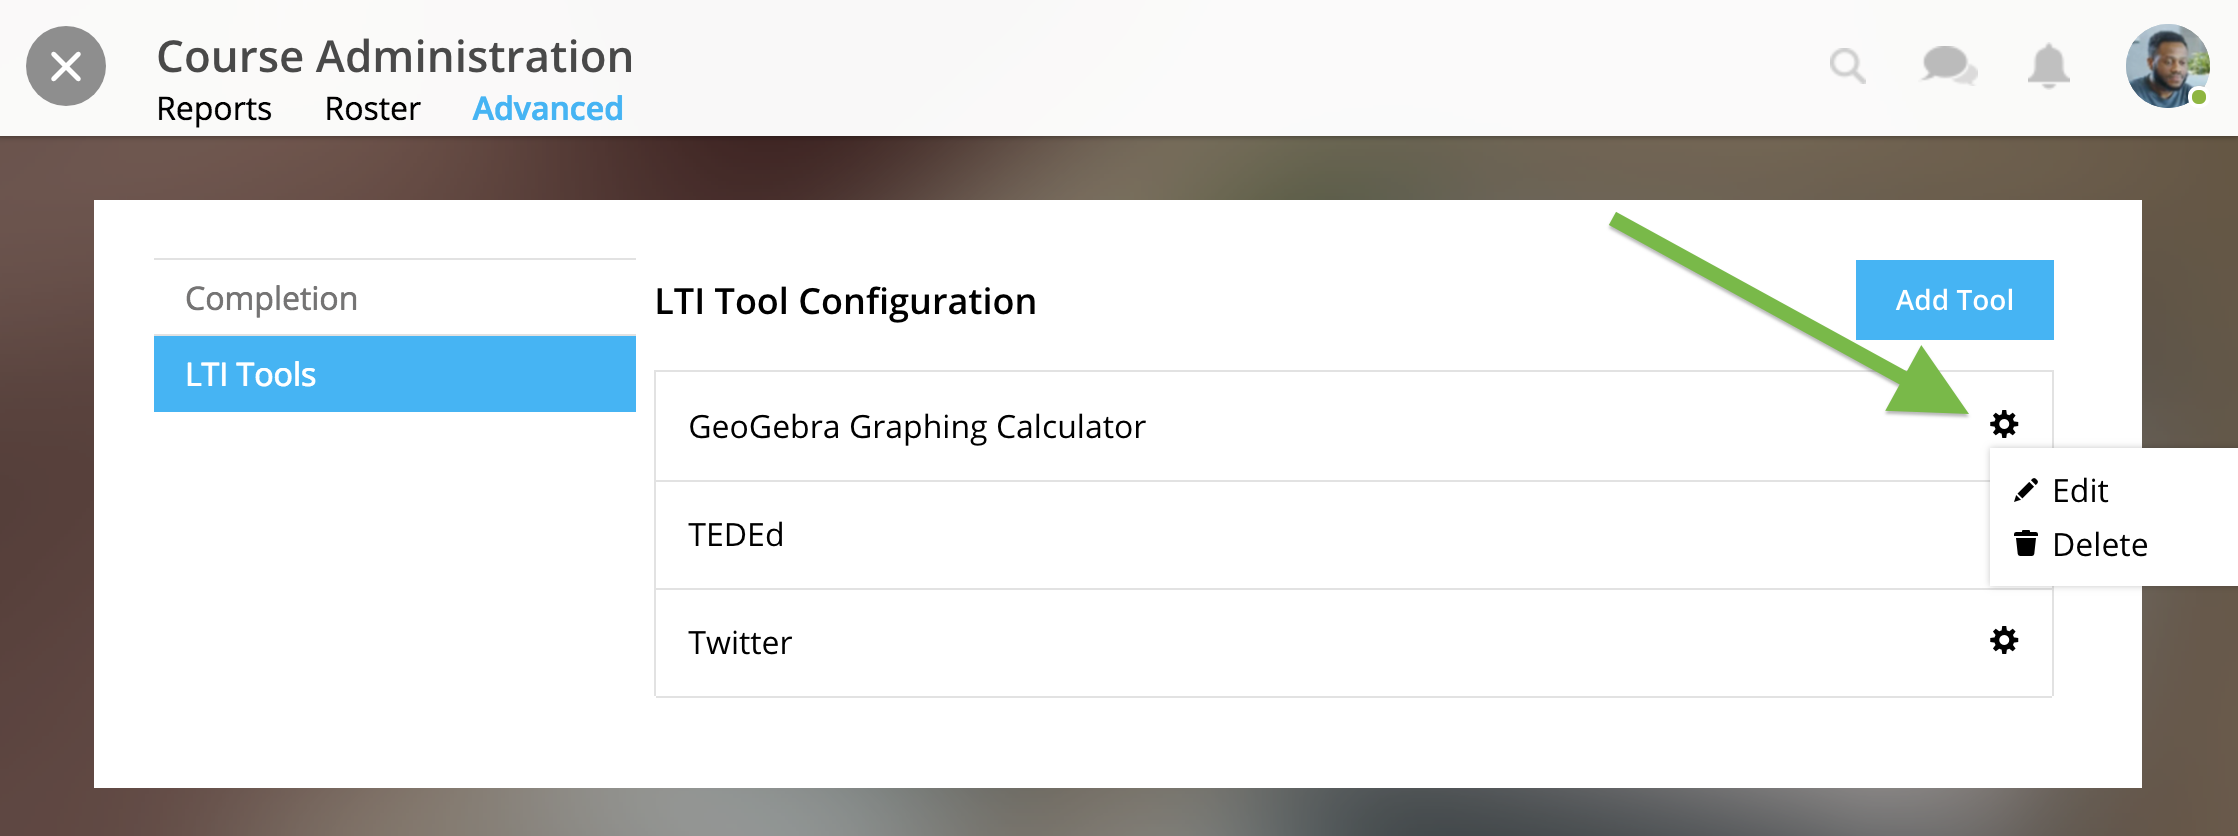 Course Administration
Reports Roster Advanced
Completion
LTI Tools
LTI Tool Configuration
Add Tool
GeoGebra Graphing Calculator
Edit
TEDEd
Delete
Twitter